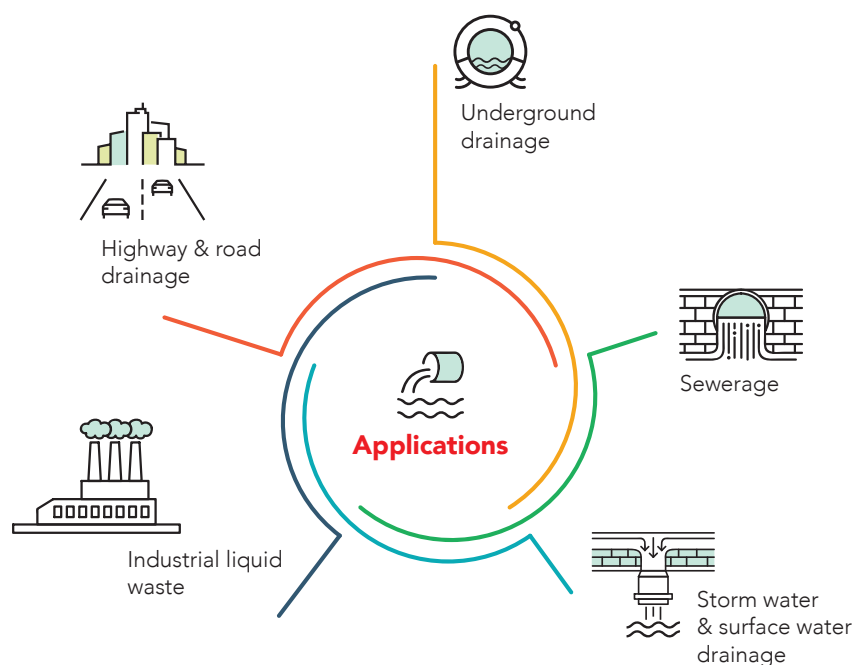 Underground
drainage
Highway & road
drainage
Sewerage
Applications
Industrial liquid
waste
Storm water
& surface water
drainage